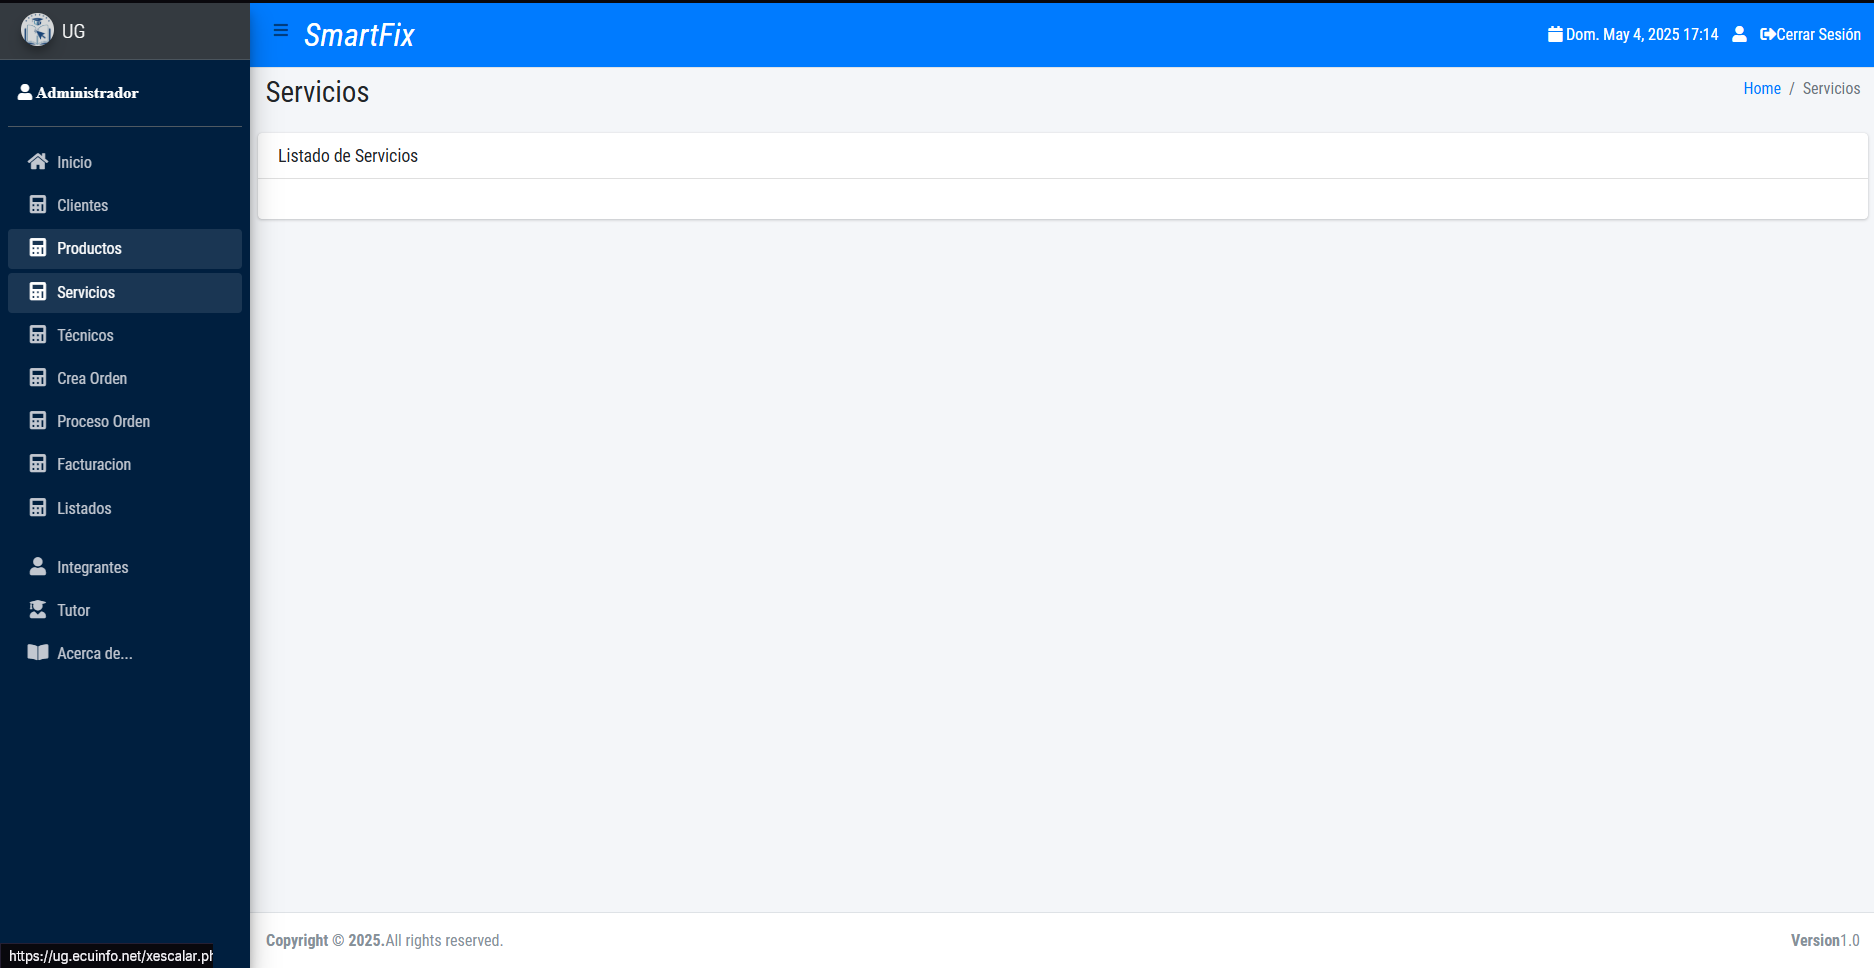 UG
SmartFix
Dom. May 4, 2025 17:14
Cerrar Sesión
Administrador
Servicios
Home / Servicios
Listado de Servicios
Inicio
Clientes
Productos
Servicios
Técnicos
Crea Orden
Proceso Orden
Facturacion
Listados
Integrantes
Tutor
Acerca de...
Copyright © 2025.All rights reserved.
Version1.0
https://ug.ecuinfo.net/xescalar.ph